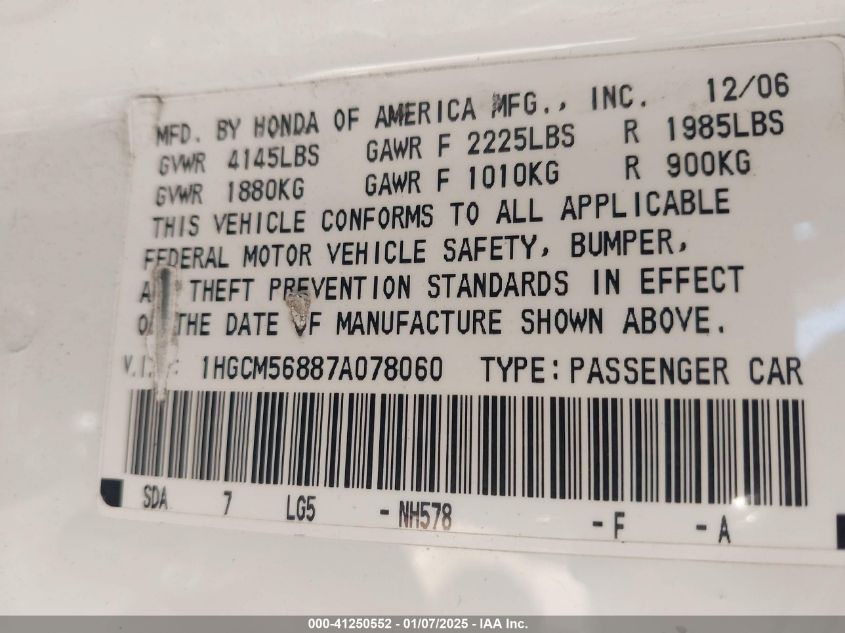 MFD. BY HONDA OF AMERICA MFG., INC. 12/06
GVWR 4145LBS GAWR F 2225LBS R 1985LBS
GVWR 1880KG GAWR F 1010KG R 900KG
THIS VEHICLE CONFORMS TO ALL APPLICABLE
FEDERAL MOTOR VEHICLE SAFETY, BUMPER,
THEFT PREVENTION STANDARDS IN EFFECT
THE DATE OF MANUFACTURE SHOWN ABOVE.
1HGCM56887A078060 TYPE: PASSENGER CAR
SDA 7 LG5 - NH578 - F - A
000-41250552 — 01/07/2025 — IAA Inc.